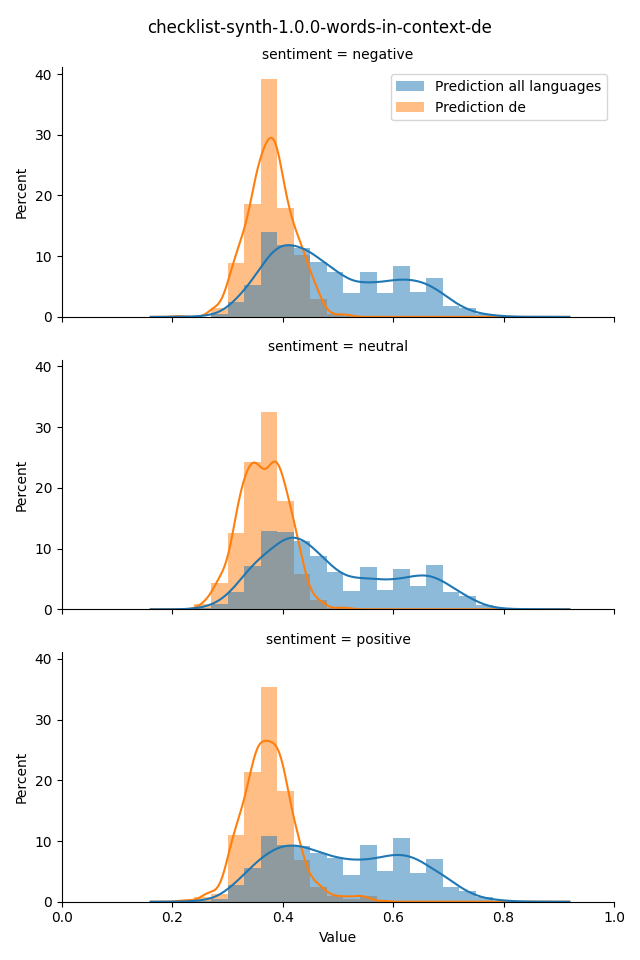 checklist-synth-1.0.0-words-in-context-de
sentiment = negative
40
30
20
10
0
Percent
Prediction all languages
Prediction de
sentiment = neutral
40
30
20
10
0
Percent
sentiment = positive
40
30
20
10
0
Percent
0.0 0.2 0.4 0.6 0.8 1.0
Value